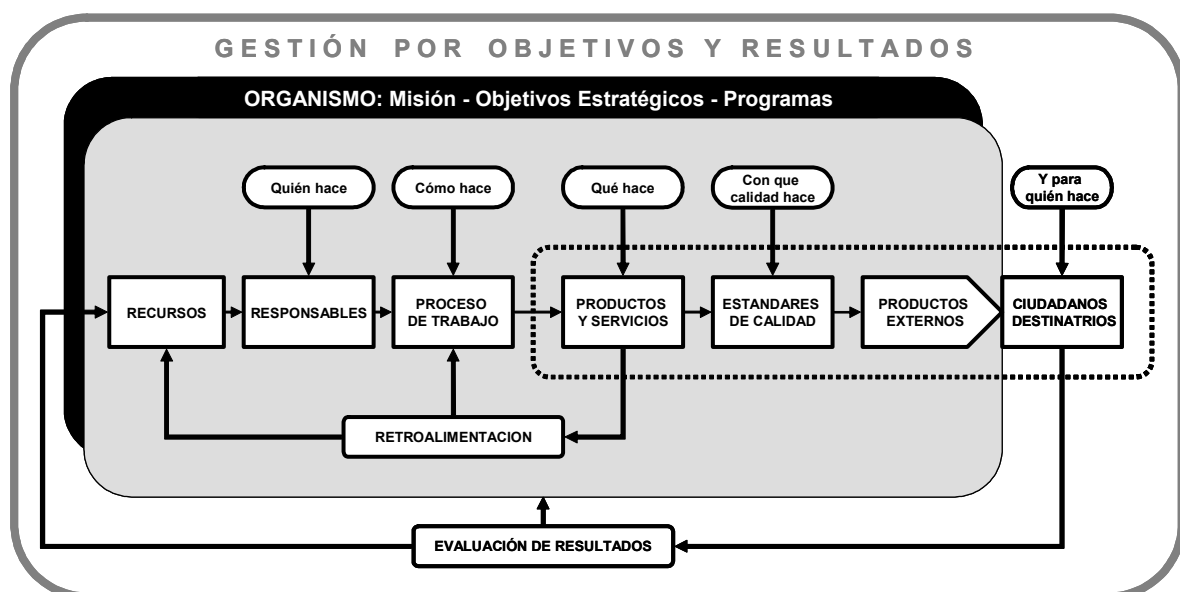 GESTIÓN POR OBJETIVOS Y RESULTADOS
ORGANISMO: Misión - Objetivos Estratégicos - Programas
Quién hace
Cómo hace
Qué hace
Con que
calidad hace
Y para
quién hace
RECURSOS
RESPONSABLES
PROCESO
DE TRABAJO
PRODUCTOS
Y SERVICIOS
ESTANDARES
DE CALIDAD
PRODUCTOS
EXTERNOS
CIUDADANOS
DESTINATRIOS
RETROALIMENTACION
EVALUACIÓN DE RESULTADOS